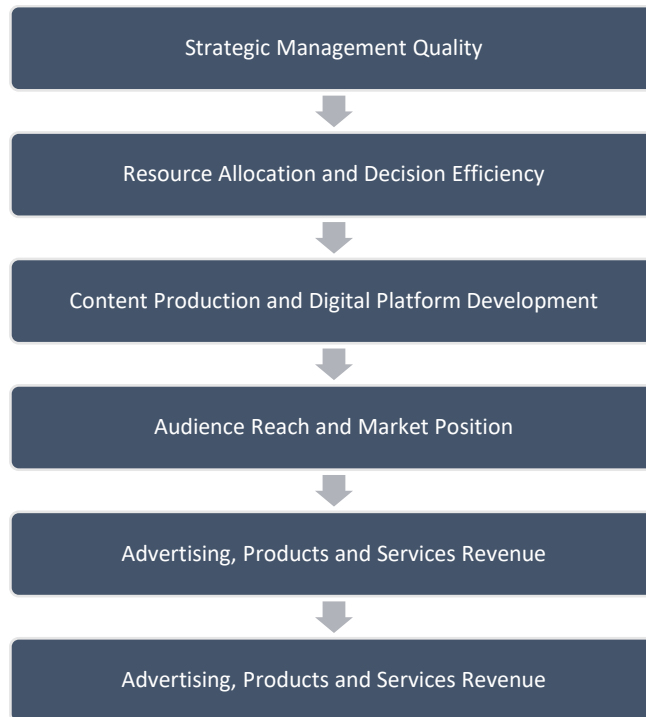 Strategic Management Quality
Resource Allocation and Decision Efficiency
Content Production and Digital Platform Development
Audience Reach and Market Position
Advertising, Products and Services Revenue
Advertising, Products and Services Revenue